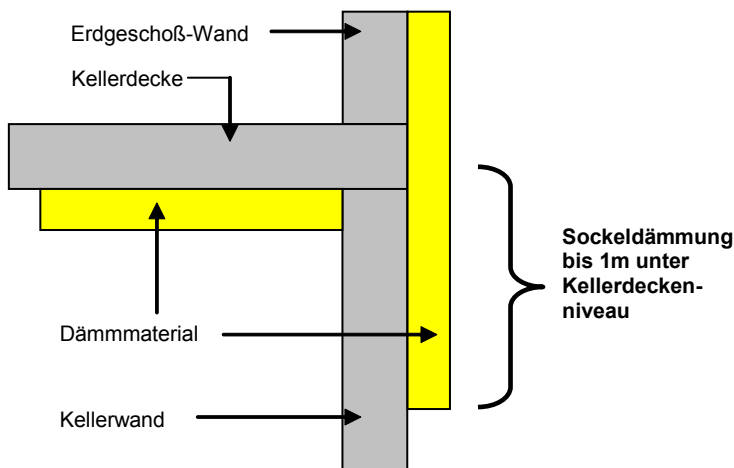 Erdgeschoß-Wand
Kellerdecke
Sockeldämmung
bis 1m unter
Kellerdecken-
niveau
Dämmmaterial
Kellerwand